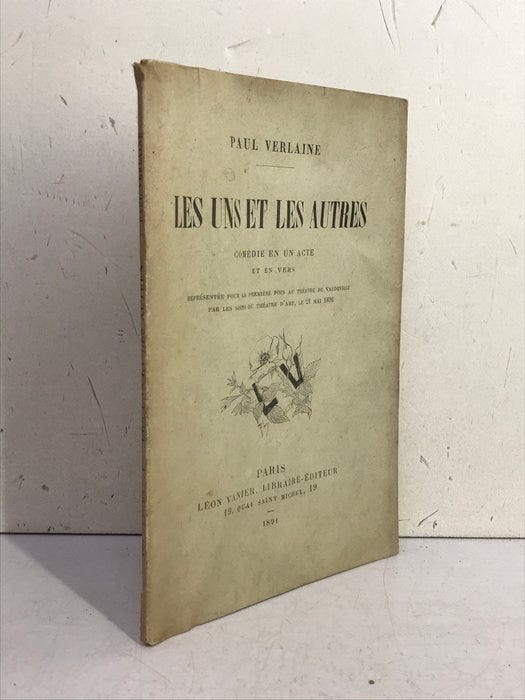 PAUL VERLAINE
LES UNS ET LES AUTRES
COMÉDIE EN UN ACTE
ET EN VERS
REPRÉSENTÉE POUR LA PREMIÈRE FOIS AU THÉATRE DU VAUDEVILLE
PAR LES SOINS DU THÉATRE D'ART, LE 21 MAI 1891
L V
PARIS
LÉON VANIER, LIBRAIRE-ÉDITEUR
19, QUAI SAINT-MICHEL, 19
1891